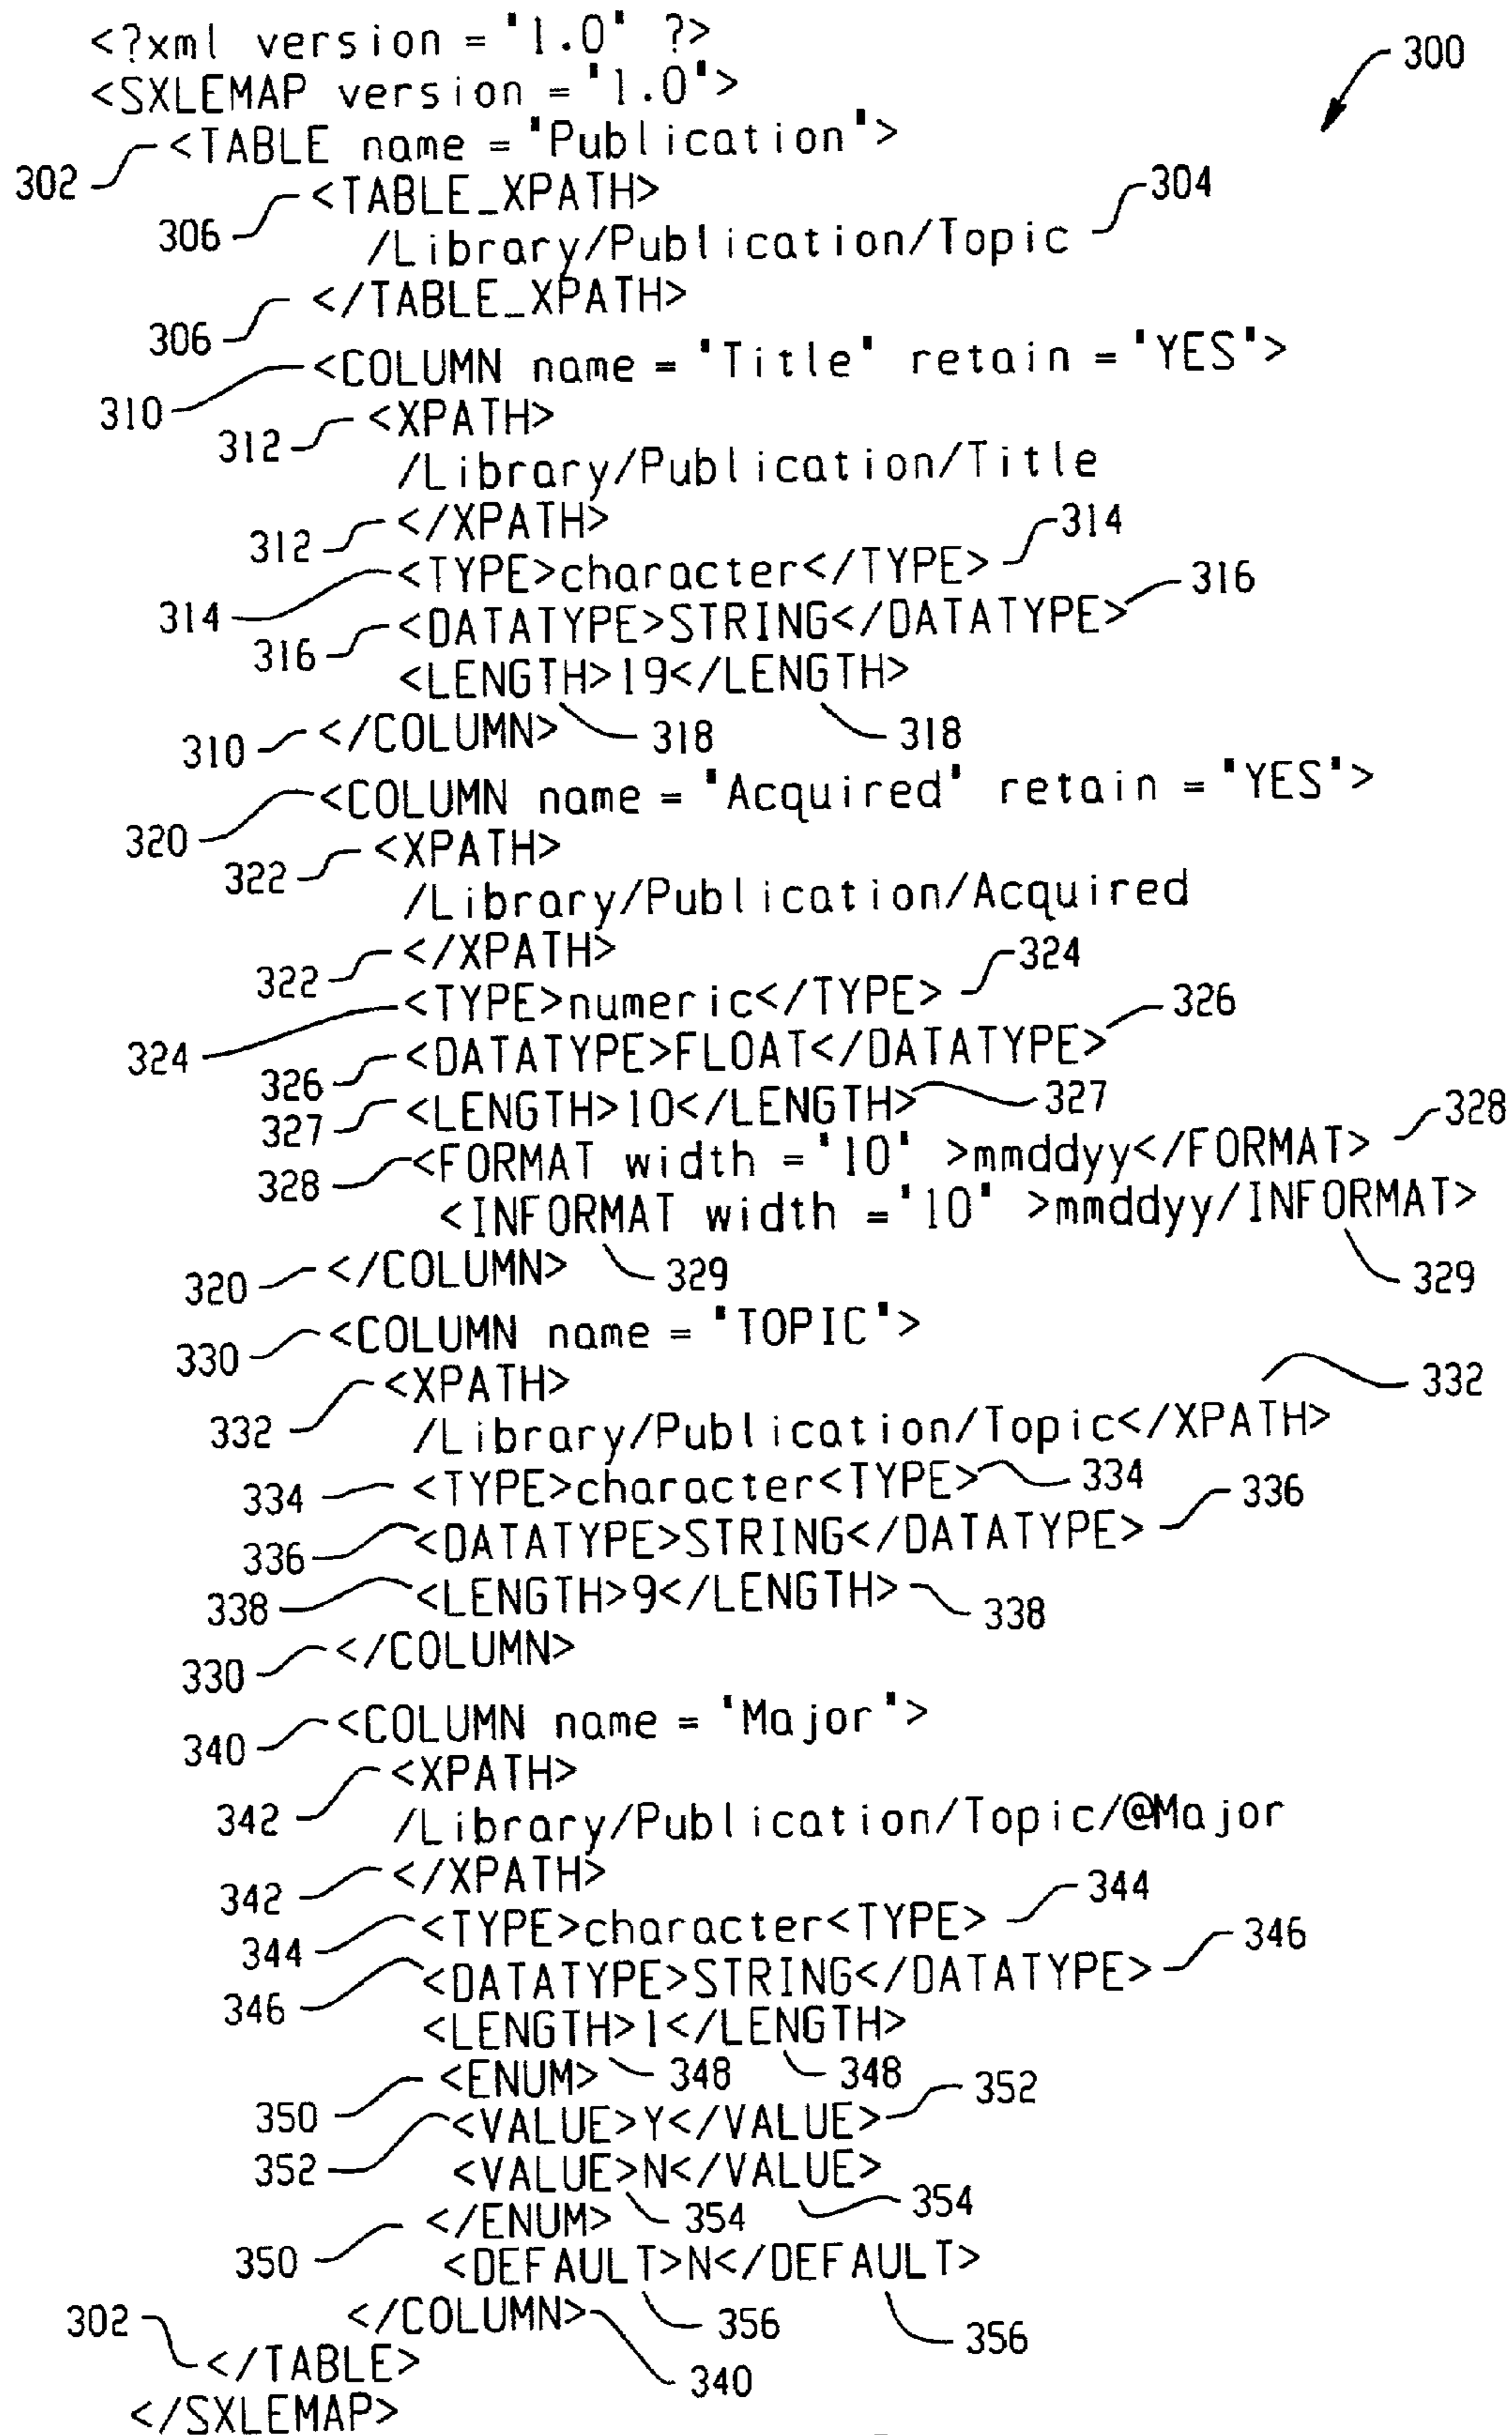 <?xml version = "1.0" ?>
300
<SXLEMAP version = "1.0">
302 <TABLE name = "Publication">
306 <TABLE_XPATH> 304
/Library/Publication/Topic
306 </TABLE_XPATH>
310 <COLUMN name = "Title" retain = "YES">
312 <XPATH>
/Library/Publication/Title
312 </XPATH> 314
314 <TYPE>character</TYPE>
316 <DATATYPE>STRING</DATATYPE> 316
<LENGTH>19</LENGTH>
310 </COLUMN> 318 318
320 <COLUMN name = "Acquired" retain = "YES">
322 <XPATH>
/Library/Publication/Acquired
322 </XPATH> 324
324 <TYPE>numeric</TYPE>
326 <DATATYPE>FLOAT</DATATYPE> 326
327 <LENGTH>10</LENGTH> 327
328 <FORMAT width = "10" >mmddyy</FORMAT> 328
<INFORMAT width = "10" >mmddyy/INFORMAT>
320 </COLUMN> 329 329
330 <COLUMN name = "TOPIC">
332 <XPATH> 332
/Library/Publication/Topic</XPATH>
334 <TYPE>character<TYPE> 334
336 <DATATYPE>STRING</DATATYPE> 336
338 <LENGTH>9</LENGTH> 338
330 </COLUMN>
340 <COLUMN name = "Major">
342 <XPATH>
/Library/Publication/Topic/@Major
342 </XPATH>
344 <TYPE>character<TYPE> 344
346 <DATATYPE>STRING</DATATYPE> 346
<LENGTH>1</LENGTH>
350 <ENUM> 348 348
352 <VALUE>Y</VALUE> 352
<VALUE>N</VALUE>
350 </ENUM> 354 354
<DEFAULT>N</DEFAULT>
302 </COLUMN> 356 356
</TABLE> 340
</SXLEMAP>